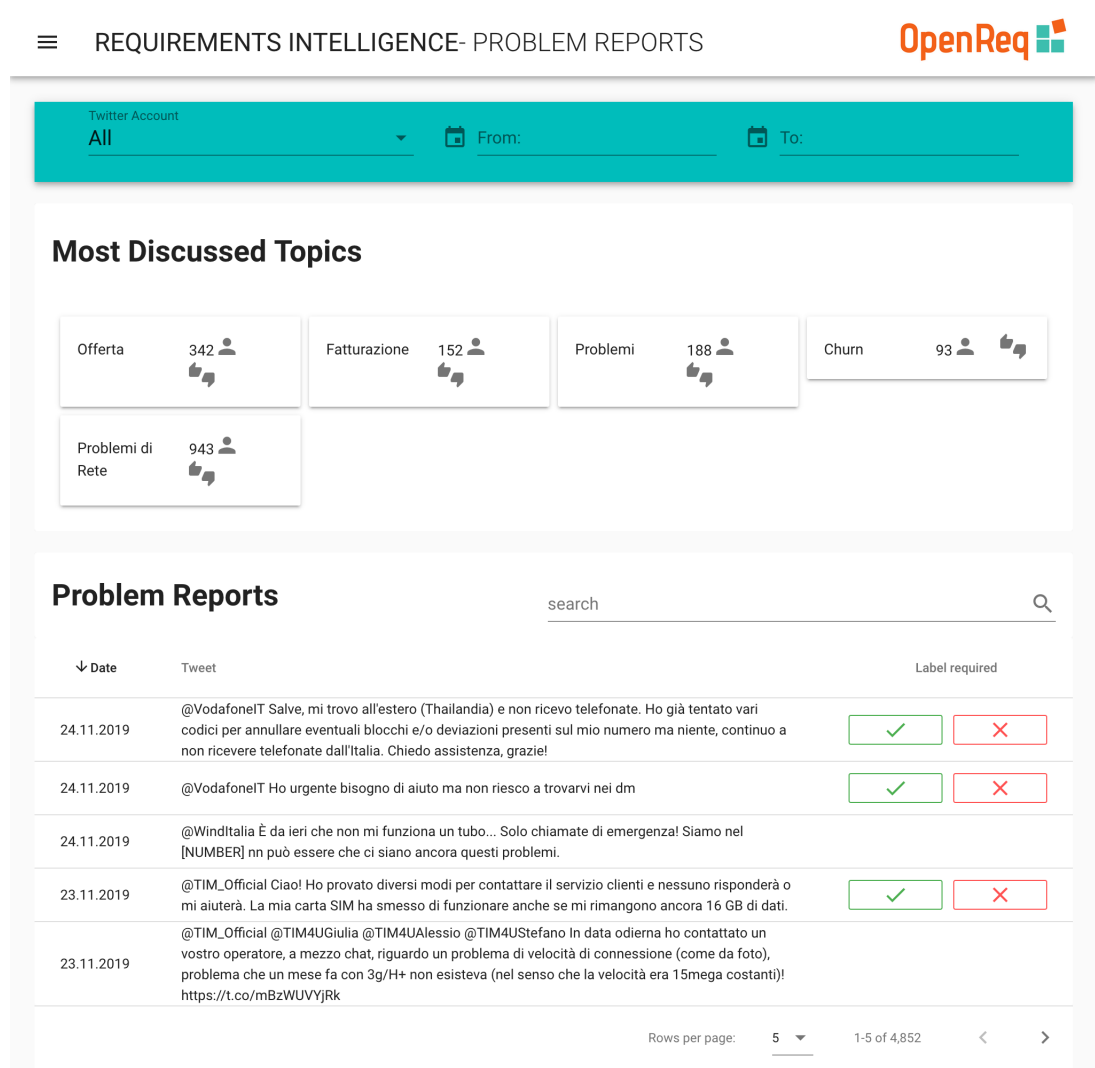 REQUIREMENTS INTELLIGENCE- PROBLEM REPORTS
OpenReq
Twitter Account
All
From:
To:
Most Discussed Topics
Offerta 342
Fatturazione 152
Problemi 188
Churn 93
Problemi di
Rete
943
Problem Reports
search
Date Tweet Label required
24.11.2019
@VodafoneIT Salve, mi trovo all'estero (Thailandia) e non ricevo telefonate. Ho già tentato vari
codici per annullare eventuali blocchi e/o deviazioni presenti sul mio numero ma niente, continuo a
non ricevere telefonate dall'Italia. Chiedo assistenza, grazie!
24.11.2019
@VodafoneIT Ho urgente bisogno di aiuto ma non riesco a trovarvi nei dm
24.11.2019
@WindItalia È da ieri che non mi funziona un tubo... Solo chiamate di emergenza! Siamo nel
[NUMBER] nn può essere che ci siano ancora questi problemi.
23.11.2019
@TIM_Official Ciao! Ho provato diversi modi per contattare il servizio clienti e nessuno risponderà o
mi aiuterà. La mia carta SIM ha smesso di funzionare anche se mi rimangono ancora 16 GB di dati.
23.11.2019
@TIM_Official @TIM4UGiulia @TIM4UAlessio @TIM4UStefano In data odierna ho contattato un
vostro operatore, a mezzo chat, riguardo un problema di velocità di connessione (come da foto),
problema che un mese fa con 3g/H+ non esisteva (nel senso che la velocità era 15mega costanti)!
https://t.co/mBzWUVYjRk
Rows per page: 5 1-5 of 4,852